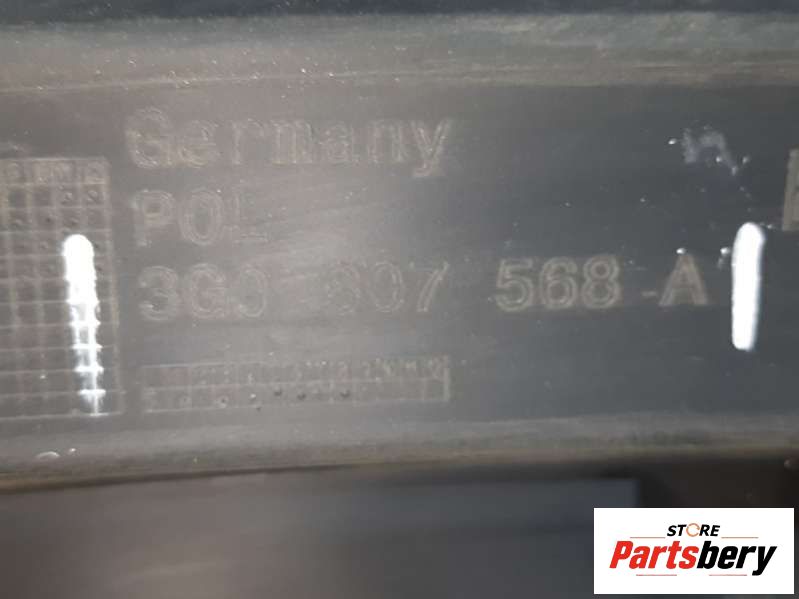 Germany
POL
3G0 807 568 A
STORE
Partsbery